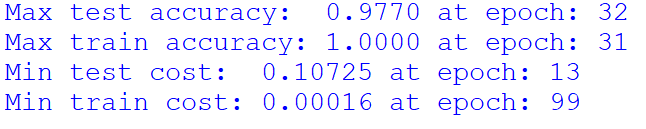 Max test accuracy:  0.9770 at epoch: 32
Max train accuracy: 1.0000 at epoch: 31
Min test cost:  0.10725 at epoch: 13
Min train cost: 0.00016 at epoch: 99